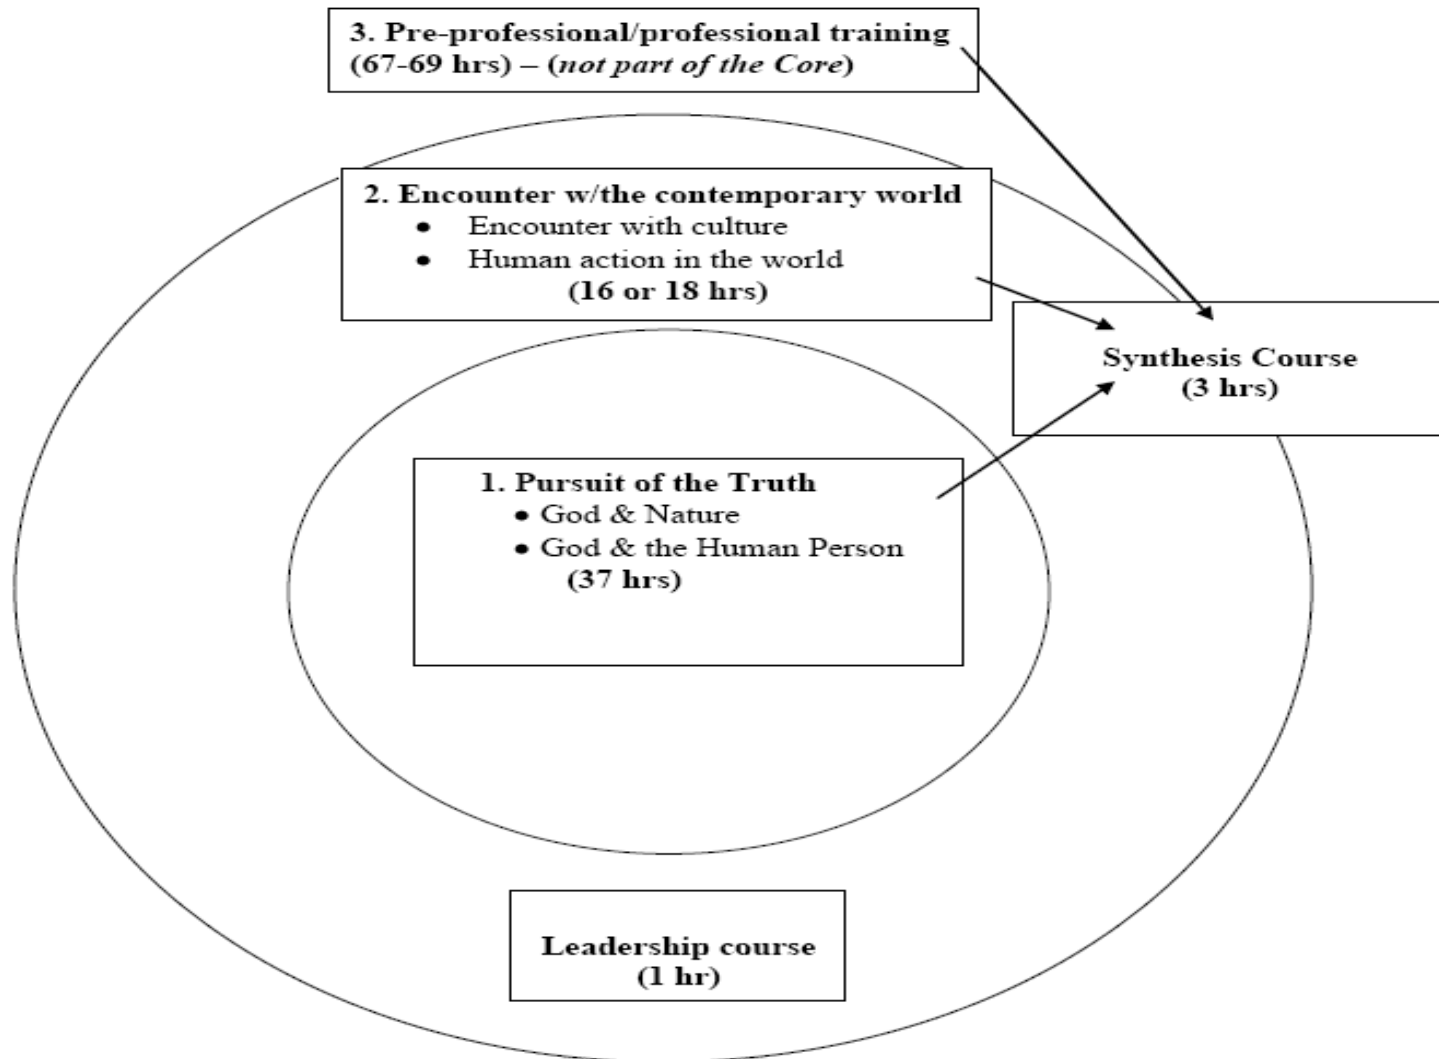 3. Pre-professional/professional training
(67-69 hrs) – (not part of the Core)
2. Encounter w/the contemporary world
• Encounter with culture
• Human action in the world
(16 or 18 hrs)
Synthesis Course
(3 hrs)
1. Pursuit of the Truth
• God & Nature
• God & the Human Person
(37 hrs)
Leadership course
(1 hr)